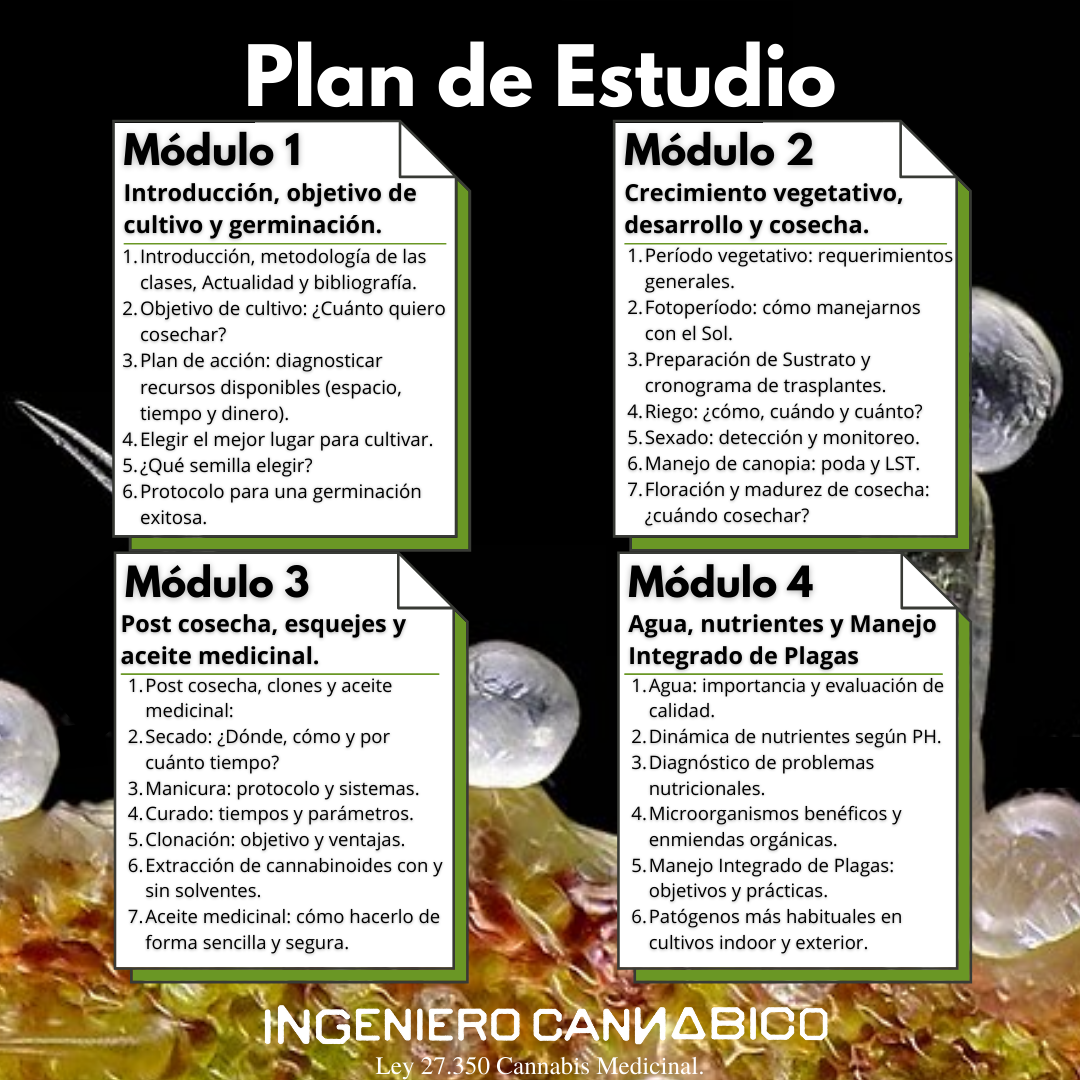 Plan de Estudio
Módulo 1
Introducción, objetivo de
cultivo y germinación.
1. Introducción, metodología de las
clases, Actualidad y bibliografía.
2. Objetivo de cultivo: ¿Cuánto quiero
cosechar?
3. Plan de acción: diagnosticar
recursos disponibles (espacio,
tiempo y dinero).
4. Elegir el mejor lugar para cultivar.
5. ¿Qué semilla elegir?
6. Protocolo para una germinación
exitosa.
Módulo 2
Crecimiento vegetativo,
desarrollo y cosecha.
1. Período vegetativo: requerimientos
generales.
2. Fotoperíodo: cómo manejarnos
con el Sol.
3. Preparación de Sustrato y
cronograma de trasplantes.
4. Riego: ¿cómo, cuándo y cuánto?
5. Sexado: detección y monitoreo.
6. Manejo de canopia: poda y LST.
7. Floración y madurez de cosecha:
¿cuándo cosechar?
Módulo 3
Post cosecha, esquejes y
aceite medicinal.
1. Post cosecha, clones y aceite
medicinal:
2. Secado: ¿Dónde, cómo y por
cuánto tiempo?
3. Manicura: protocolo y sistemas.
4. Curado: tiempos y parámetros.
5. Clonación: objetivo y ventajas.
6. Extracción de cannabinoides con y
sin solventes.
7. Aceite medicinal: cómo hacerlo de
forma sencilla y segura.
Módulo 4
Agua, nutrientes y Manejo
Integrado de Plagas
1. Agua: importancia y evaluación de
calidad.
2. Dinámica de nutrientes según PH.
3. Diagnóstico de problemas
nutricionales.
4. Microorganismos benéficos y
enmiendas orgánicas.
5. Manejo Integrado de Plagas:
objetivos y prácticas.
6. Patógenos más habituales en
cultivos indoor y exterior.
INGENIERO CANNABICO
Ley 27.350 Cannabis Medicinal.